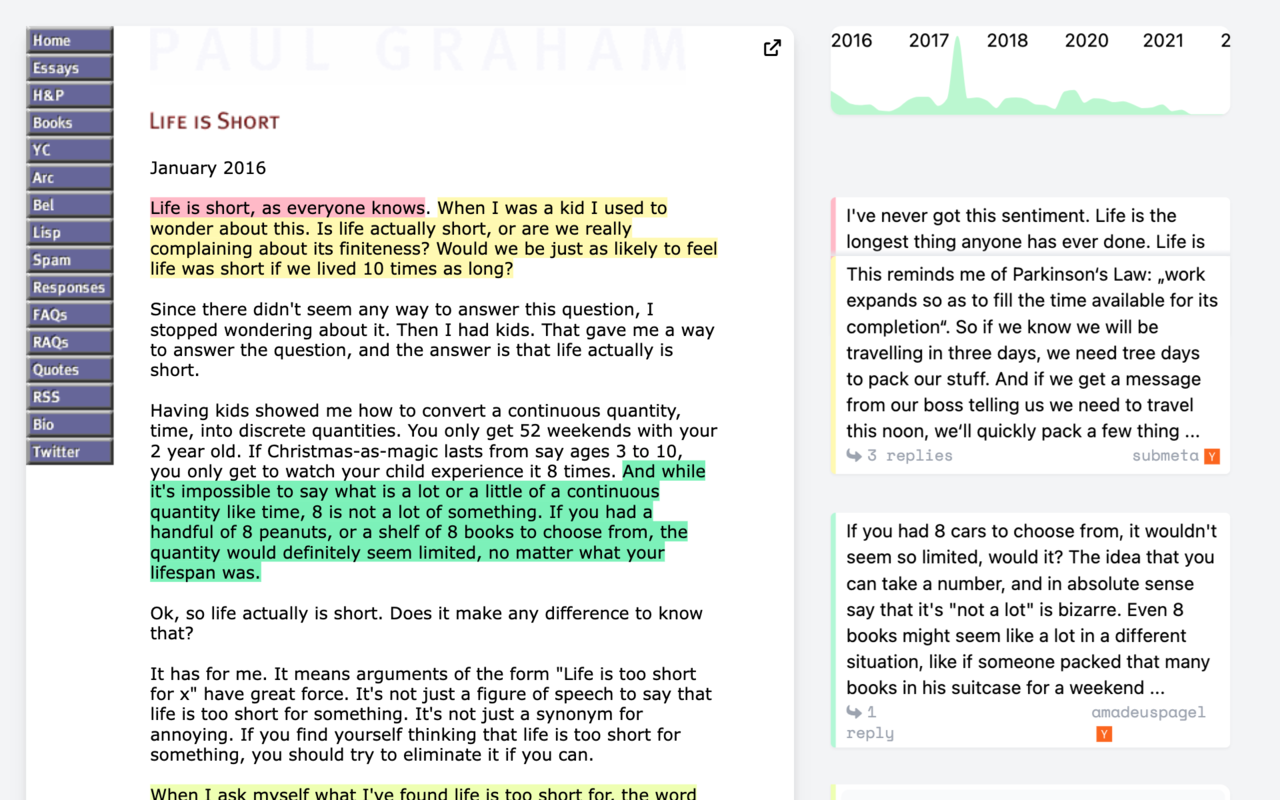 Home
Essays
H&P
Books
YC
Arc
Bel
Lisp
Spam
Responses
FAQs
RAQs
Quotes
RSS
Bio
Twitter
PAUL GRAHAM
Life is Short
January 2016
Life is short, as everyone knows. When I was a kid I used to
wonder about this. Is life actually short, or are we really
complaining about its finiteness? Would we be just as likely to feel
life was short if we lived 10 times as long?
Since there didn't seem any way to answer this question, I
stopped wondering about it. Then I had kids. That gave me a way
to answer the question, and the answer is that life actually is
short.
Having kids showed me how to convert a continuous quantity,
time, into discrete quantities. You only get 52 weekends with your
2 year old. If Christmas-as-magic lasts from say ages 3 to 10,
you only get to watch your child experience it 8 times. And while
it's impossible to say what is a lot or a little of a continuous
quantity like time, 8 is not a lot of something. If you had a
handful of 8 peanuts, or a shelf of 8 books to choose from, the
quantity would definitely seem limited, no matter what your
lifespan was.
Ok, so life actually is short. Does it make any difference to know
that?
It has for me. It means arguments of the form "Life is too short
for x" have great force. It's not just a figure of speech to say that
life is too short for something. It's not just a synonym for
annoying. If you find yourself thinking that life is too short for
something, you should try to eliminate it if you can.
When I ask myself what I've found life is too short for, the word
2016 2017 2018 2020 2021 2
I've never got this sentiment. Life is the
longest thing anyone has ever done. Life is
This reminds me of Parkinson‘s Law: „work
expands so as to fill the time available for its
completion“. So if we know we will be
travelling in three days, we need tree days
to pack our stuff. And if we get a message
from our boss telling us we need to travel
this noon, we‘ll quickly pack a few thing ...
3 replies submeta Y
If you had 8 cars to choose from, it wouldn't
seem so limited, would it? The idea that you
can take a number, and in absolute sense
say that it's "not a lot" is bizarre. Even 8
books might seem like a lot in a different
situation, like if someone packed that many
books in his suitcase for a weekend ...
1 reply amadeuspagel Y